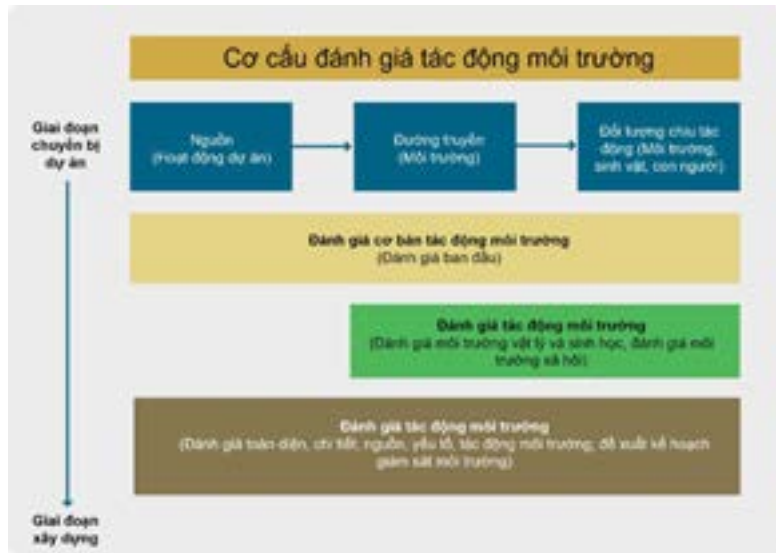 Cơ cấu đánh giá tác động môi trường
Giai đoạn
chuyển bị
dự án
Nguồn
(Hoạt động dự án)
Đường truyền
(Môi trường)
Đối tượng chịu tác
động (Môi trường,
sinh vật, con người)
Đánh giá cơ bản tác động môi trường
(Đánh giá ban đầu)
Đánh giá tác động môi trường
(Đánh giá môi trường vật lý và sinh học, đánh giá môi
trường xã hội)
Đánh giá tác động môi trường
(Đánh giá toàn diện, chi tiết, nguồn, yếu tố, tác động môi trường; đề xuất kế hoạch
giám sát môi trường)
Giai đoạn
xây dựng